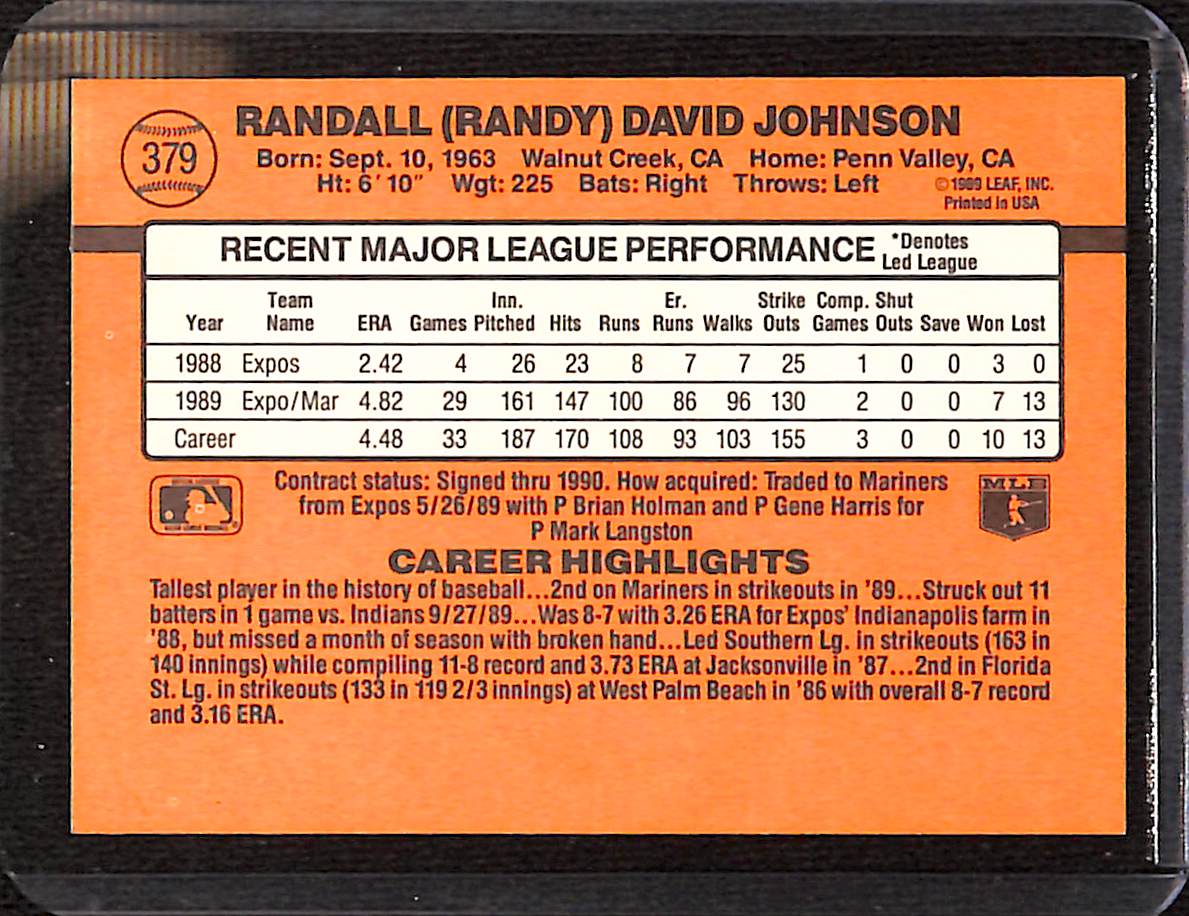 379
RANDALL (RANDY) DAVID JOHNSON
Born: Sept. 10, 1963 Walnut Creek, CA Home: Penn Valley, CA
Ht: 6' 10" Wgt: 225 Bats: Right Throws: Left
©1989 LEAF, INC.
Printed in USA
RECENT MAJOR LEAGUE PERFORMANCE *Denotes
Led League
Team Inn. Er. Strike Comp. Shut
Year Name ERA Games Pitched Hits Runs Runs Walks Outs Games Outs Save Won Lost
1988 Expos 2.42 4 26 23 8 7 7 25 1 0 0 3 0
1989 Expo/Mar 4.82 29 161 147 100 86 96 130 2 0 0 7 13
Career 4.48 33 187 170 108 93 103 155 3 0 0 10 13
Contract status: Signed thru 1990. How acquired: Traded to Mariners
from Expos 5/26/89 with P Brian Holman and P Gene Harris for
P Mark Langston
MLB
CAREER HIGHLIGHTS
Tallest player in the history of baseball...2nd on Mariners in strikeouts in '89...Struck out 11
batters in 1 game vs. Indians 9/27/89...Was 8-7 with 3.26 ERA for Expos' Indianapolis farm in
'88, but missed a month of season with broken hand...Led Southern Lg. in strikeouts (163 in
140 innings) while compiling 11-8 record and 3.73 ERA at Jacksonville in '87...2nd in Florida
St. Lg. in strikeouts (133 in 119 2/3 innings) at West Palm Beach in '86 with overall 8-7 record
and 3.16 ERA.